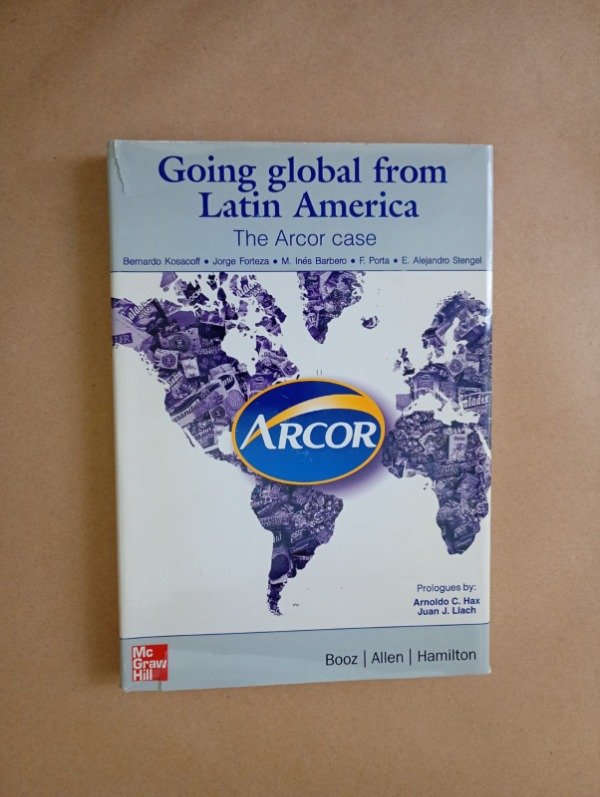 Going global from
Latin America
The Arcor case
Bernardo Kosacoff • Jorge Forteza • M. Inés Barbero • F. Porta • E. Alejandro Stengel
ARCOR
Prologues by:
Arnoldo C. Hax
Juan J. Llach
Mc
Graw
Hill
Booz | Allen | Hamilton